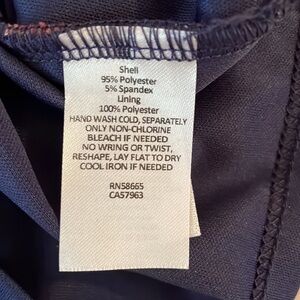 Shell
95% Polyester
5% Spandex
Lining
100% Polyester
HAND WASH COLD, SEPARATELY
ONLY NON-CHLORINE
BLEACH IF NEEDED
NO WRING OR TWIST,
RESHAPE, LAY FLAT TO DRY
COOL IRON IF NEEDED
RN58665
CA57963